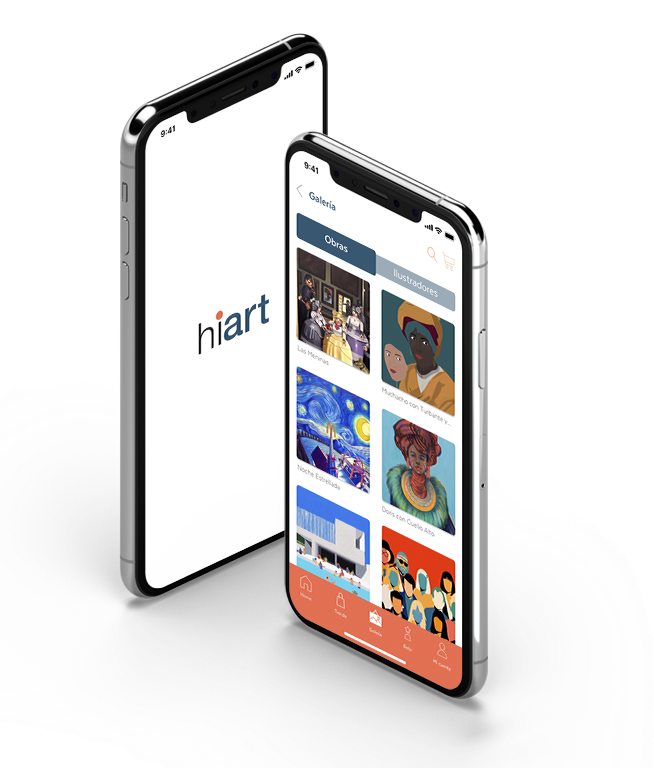 9:41
hiart
9:41
Galería
Obras
Ilustradores
Las Meninas
Muchacho con Turbante y...
Noche Estrellada
Doris con Cuello Alto
Home
Tienda
Galería
Reto
Mi cuenta